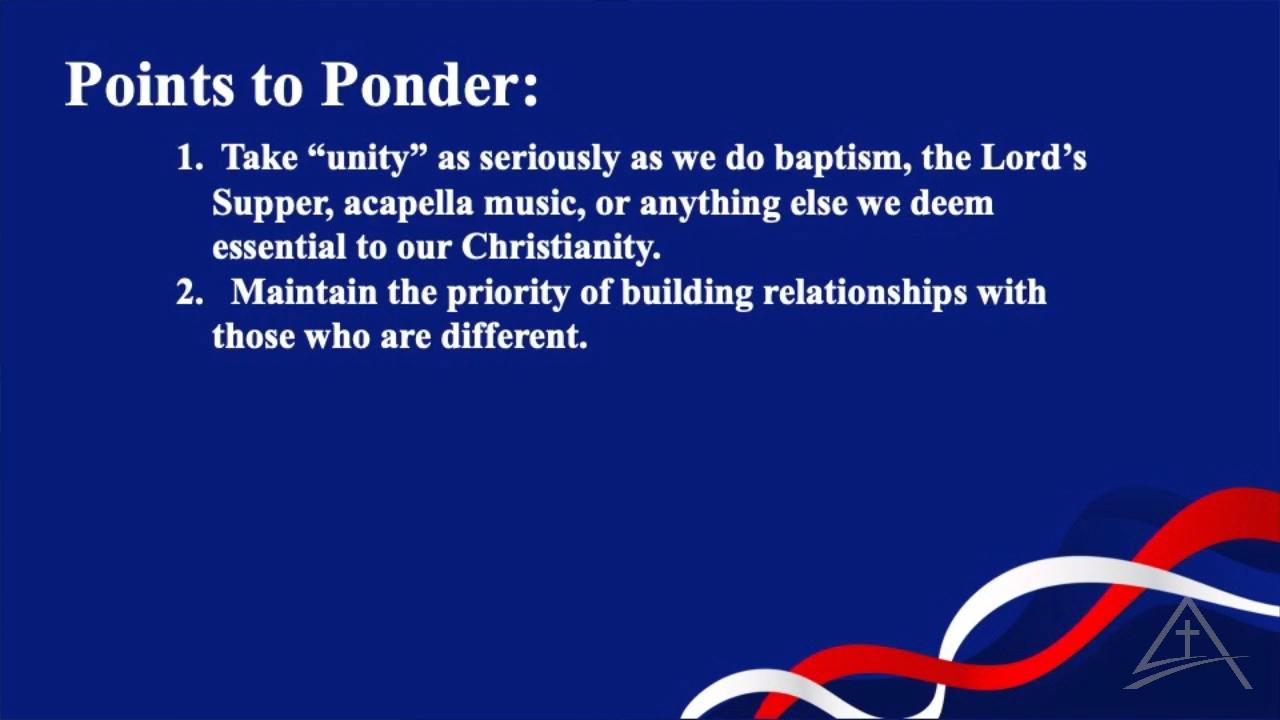 Points to Ponder:
1. Take “unity” as seriously as we do baptism, the Lord’s
Supper, acapella music, or anything else we deem
essential to our Christianity.
2. Maintain the priority of building relationships with
those who are different.